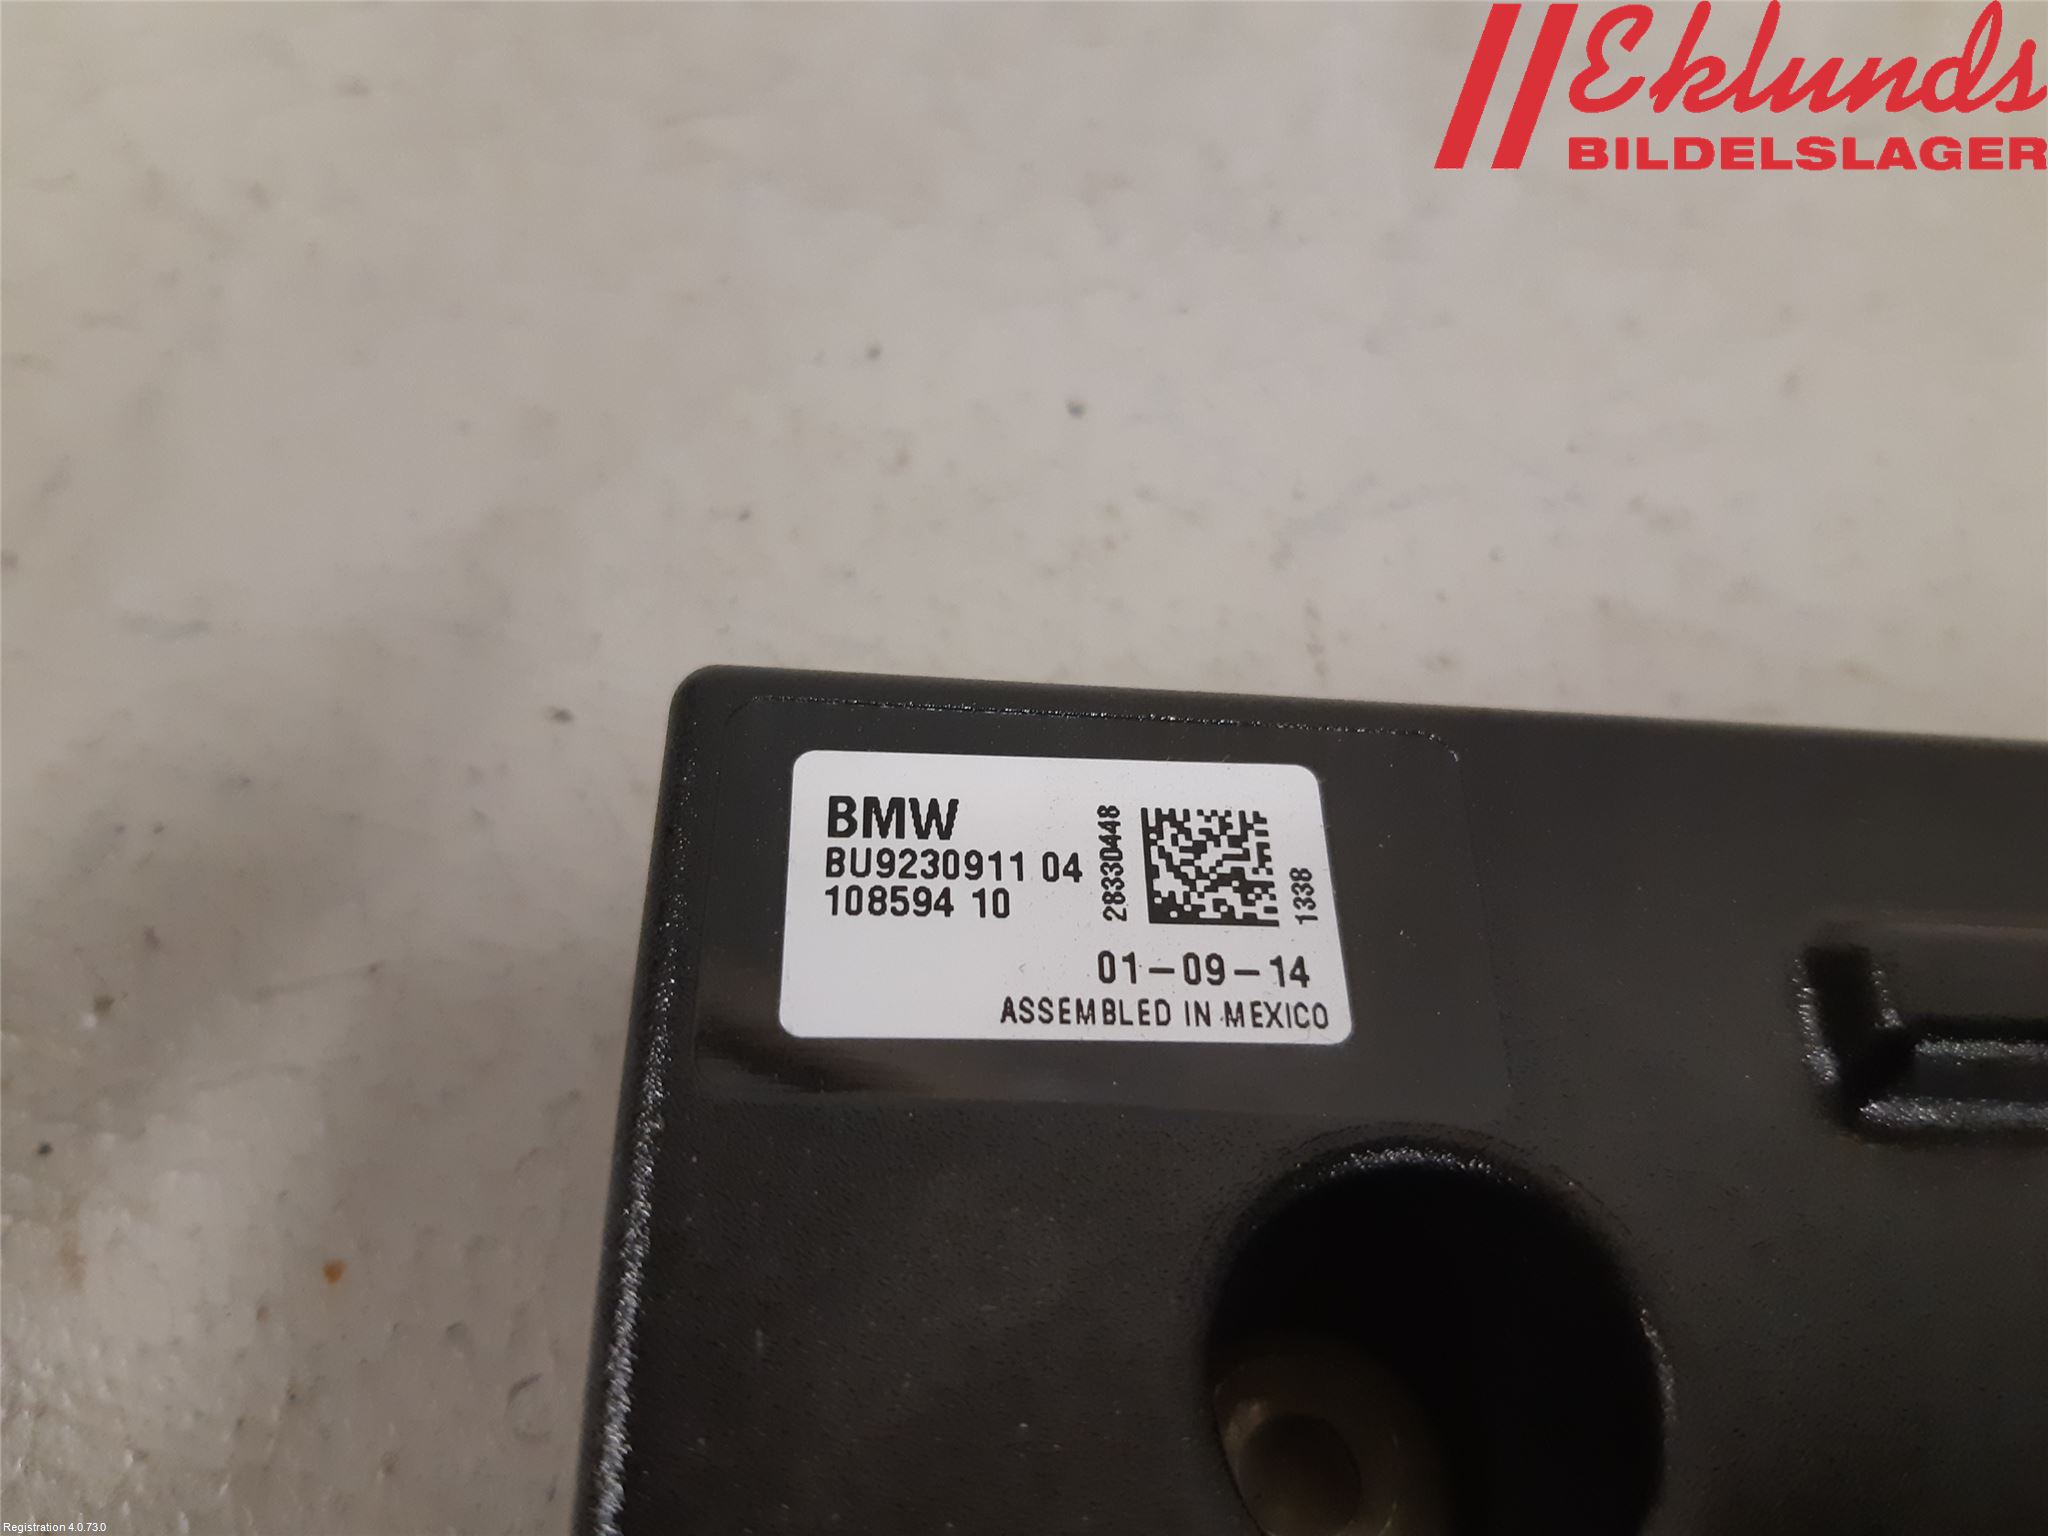 Eklunds
BILDELSLAGER
BMW
BU9230911 04
108594 10
28330448
1338
01-09-14
ASSEMBLED IN MEXICO
Registration 4.0.73.0